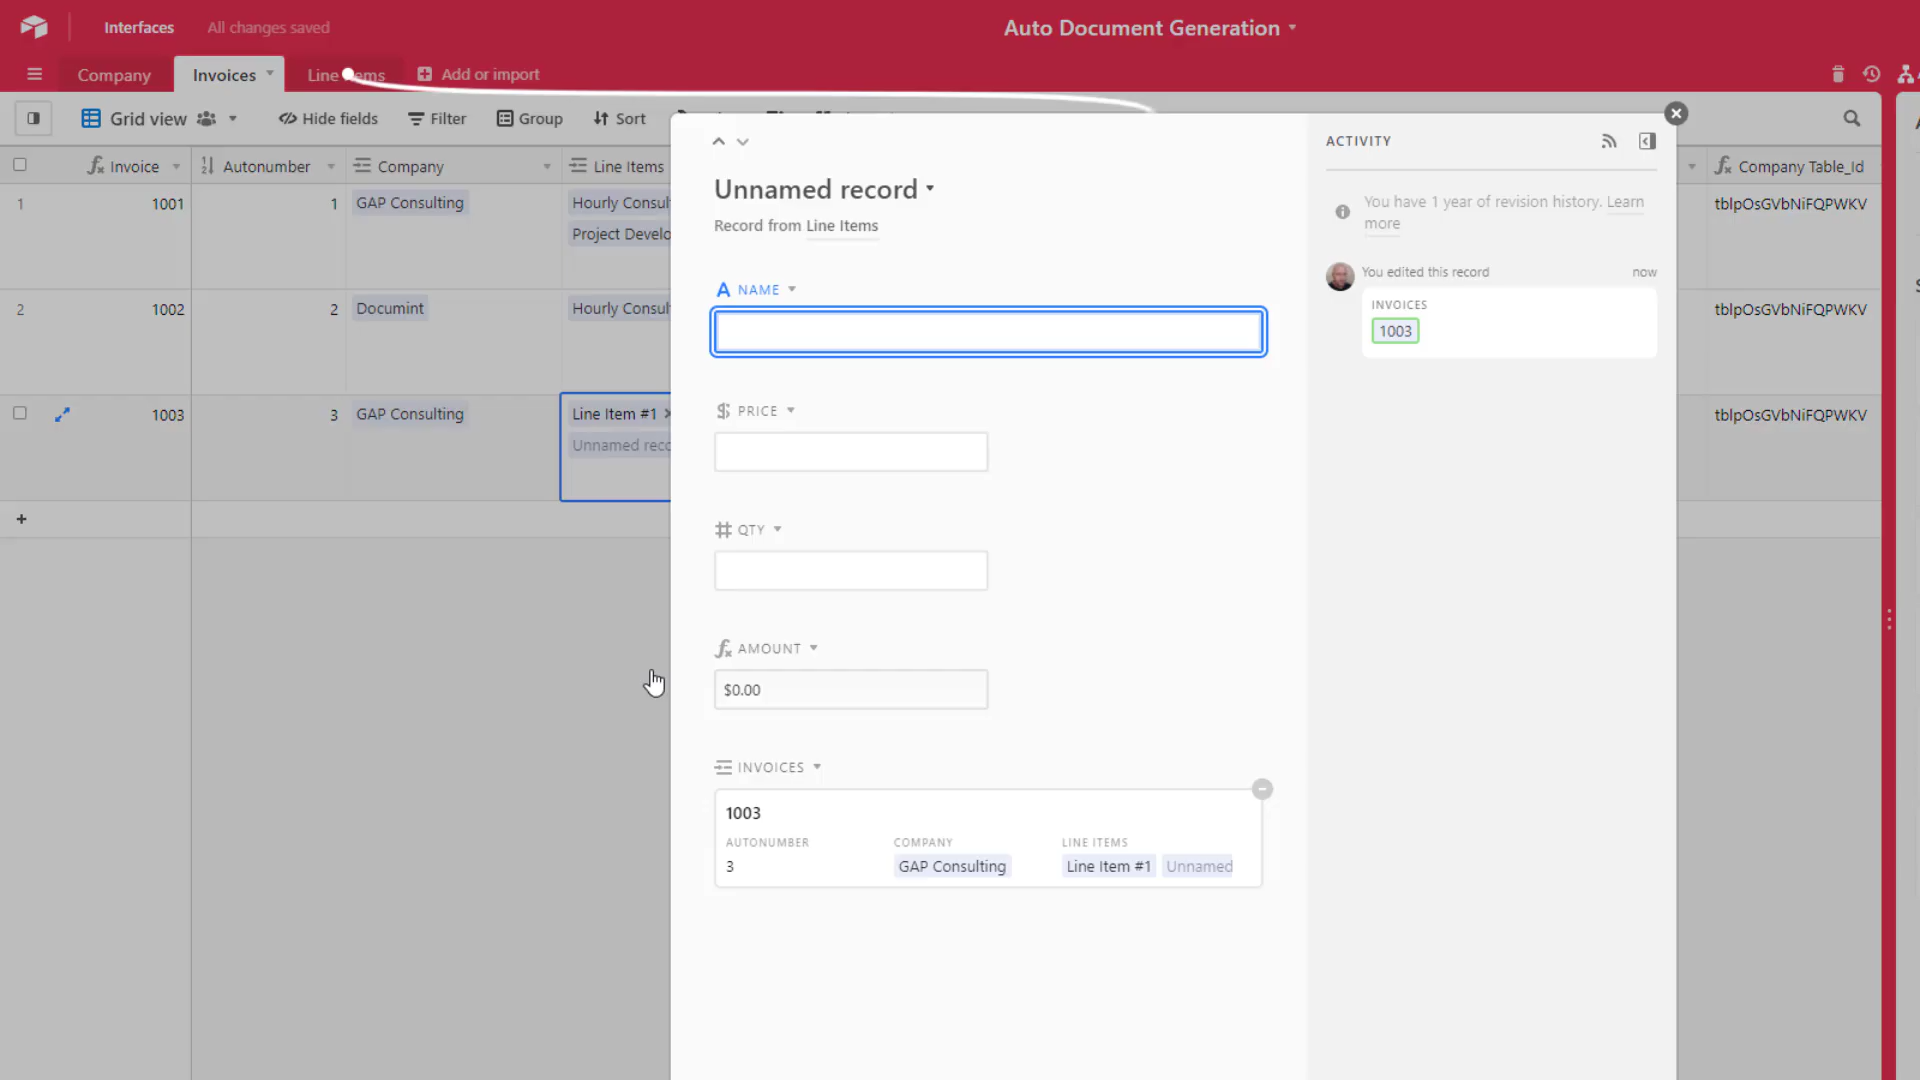 Interfaces
All changes saved
Auto Document Generation
Company
Invoices
Line Items
Add or import
Grid view
Hide fields
Filter
Group
Sort
Invoice
Autonumber
Company
Line Items
Company Table_Id
1
1001
1
GAP Consulting
Hourly Consul
Project Develo
tblpOsGVbNiFQPWKV
2
1002
2
Documint
Hourly Consul
tblpOsGVbNiFQPWKV
1003
3
GAP Consulting
Line Item #1
Unnamed reco
tblpOsGVbNiFQPWKV
Unnamed record
Record from Line Items
NAME
PRICE
QTY
AMOUNT
$0.00
INVOICES
1003
AUTONUMBER
COMPANY
LINE ITEMS
3
GAP Consulting
Line Item #1
Unnamed
ACTIVITY
You have 1 year of revision history. Learn
more
You edited this record
now
INVOICES
1003